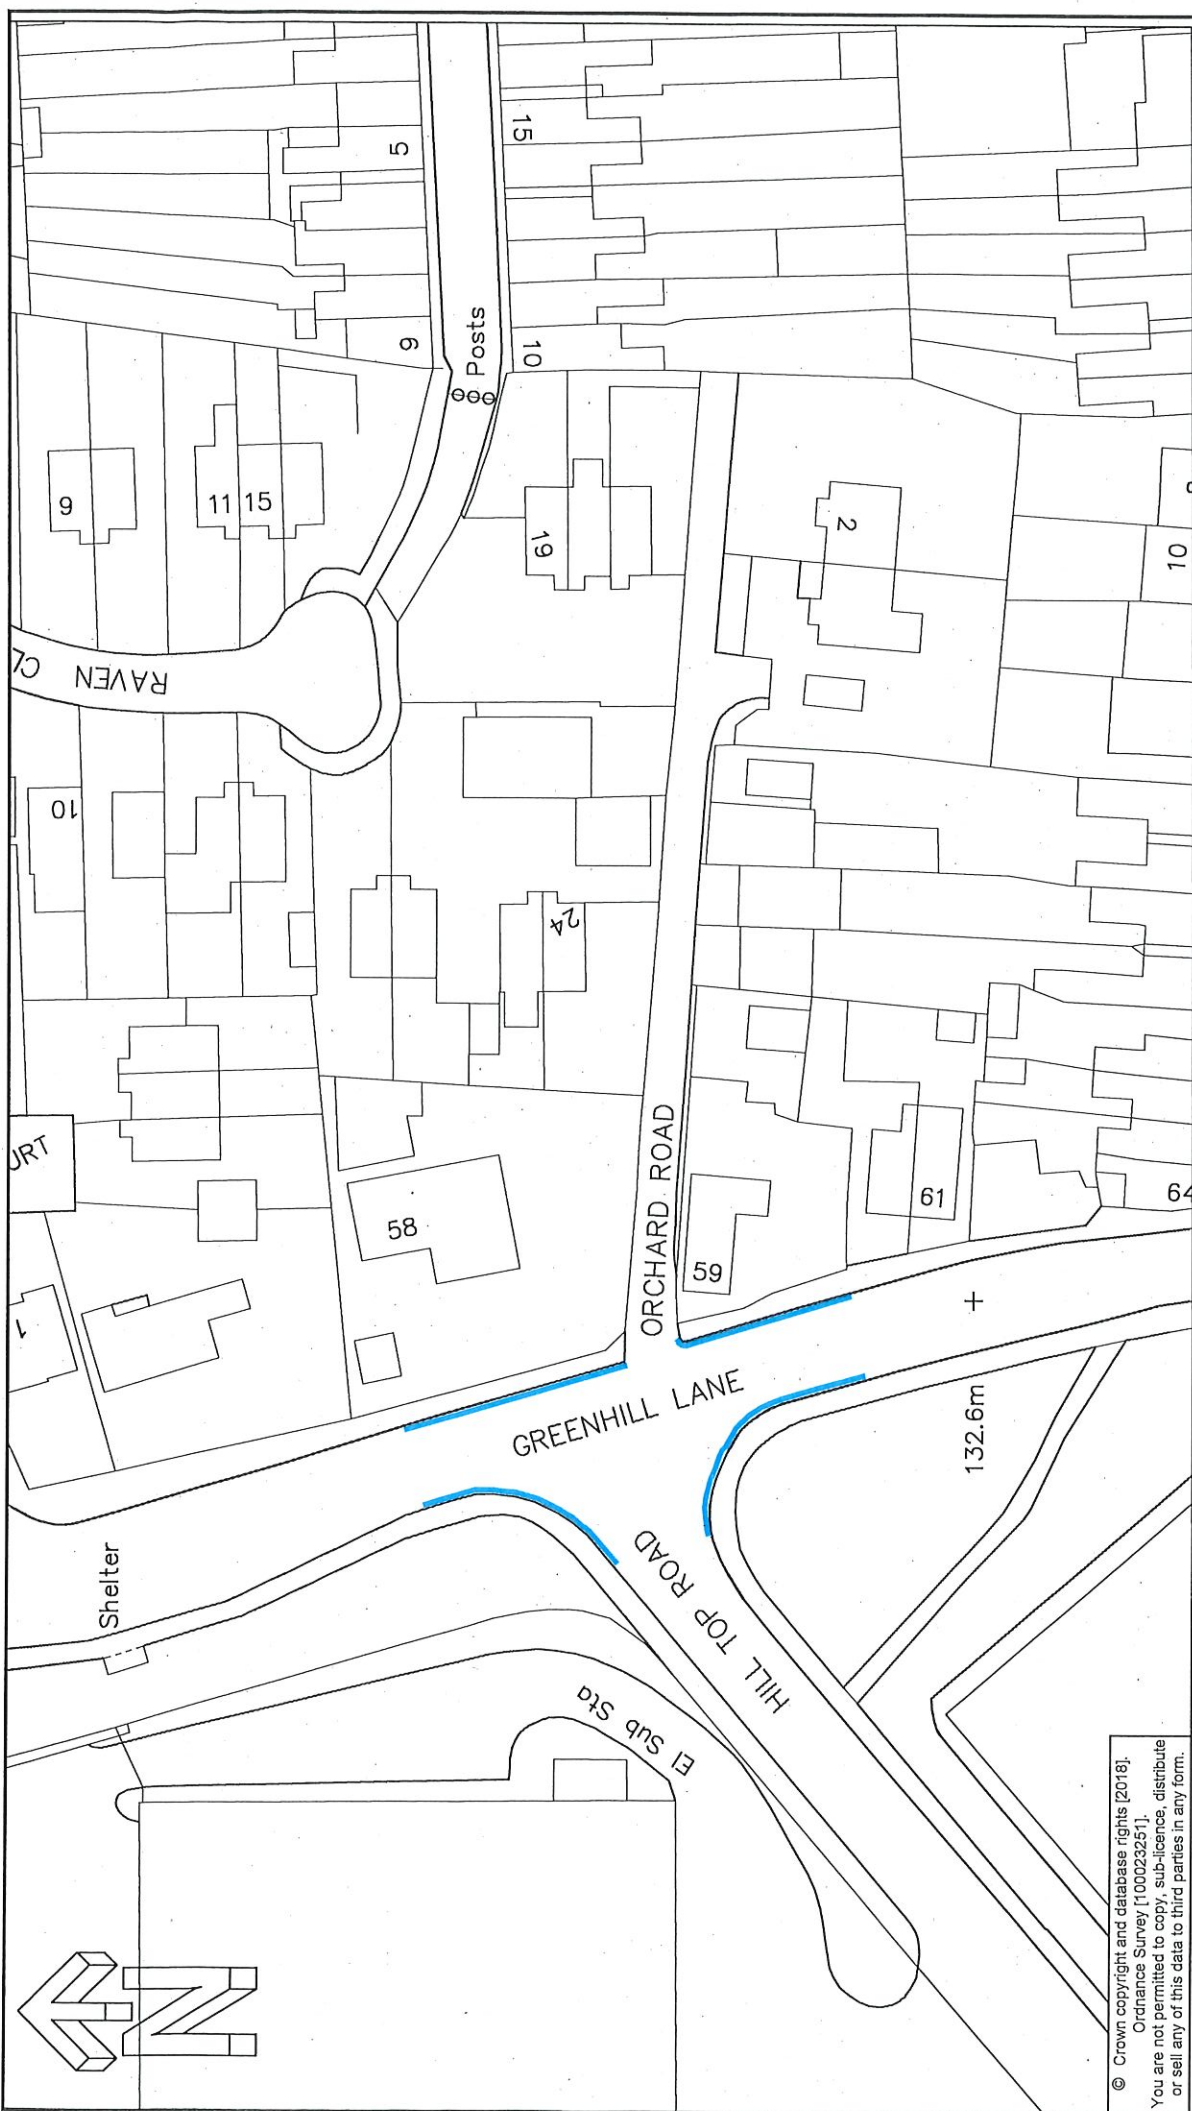 5
15
6
Posts
10
9
11
15
19
2
10
RAVEN CL
10
24
URT
58
ORCHARD ROAD
61
64
59
1
GREENHILL LANE
132.6m
Shelter
HILL TOP ROAD
El Sub Sta
N
© Crown copyright and database rights [2018].
Ordnance Survey [100023251].
You are not permitted to copy, sub-licence, distribute
or sell any of this data to third parties in any form.